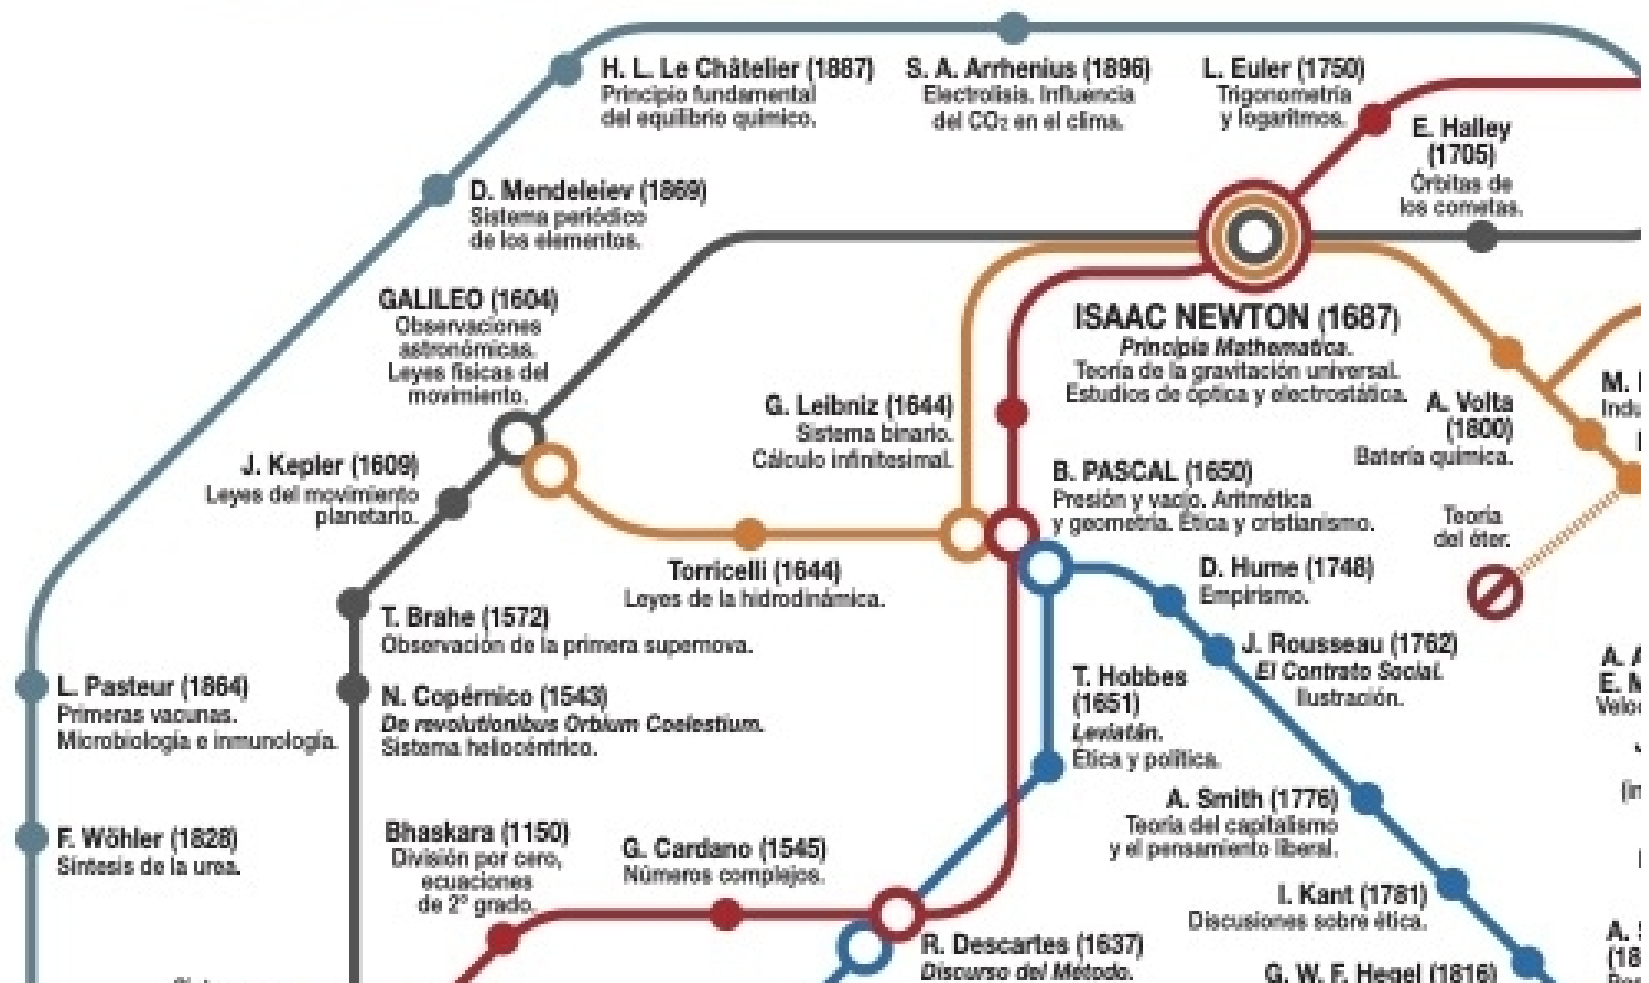 H. L. Le Châtelier (1887)
Principio fundamental
del equilibrio químico.
S. A. Arrhenius (1896)
Electrolisis. Influencia
del CO₂ en el clima.
L. Euler (1750)
Trigonometría
y logaritmos.
E. Halley
(1705)
Órbitas de
los cometas.
D. Mendeleiev (1869)
Sistema periódico
de los elementos.
GALILEO (1604)
Observaciones
astronómicas.
Leyes físicas del
movimiento.
ISAAC NEWTON (1687)
Principia Mathematica.
Teoría de la gravitación universal.
Estudios de óptica y electrostática.
G. Leibniz (1644)
Sistema binario.
Cálculo infinitesimal.
A. Volta
(1800)
Batería química.
M.
Indu
J. Kepler (1609)
Leyes del movimiento
planetario.
B. PASCAL (1650)
Presión y vacío. Aritmética
y geometría. Ética y cristianismo.
Teoría
del éter.
Torricelli (1644)
Leyes de la hidrodinámica.
D. Hume (1748)
Empirismo.
T. Brahe (1572)
Observación de la primera supernova.
J. Rousseau (1762)
El Contrato Social.
Ilustración.
L. Pasteur (1864)
Primeras vacunas.
Microbiología e inmunología.
N. Copérnico (1543)
De revolutionibus Orbium Coelestium.
Sistema heliocéntrico.
T. Hobbes
(1651)
Leviatán.
Ética y política.
A. A
E. M
Veloc
(in
A. Smith (1776)
Teoría del capitalismo
y el pensamiento liberal.
F. Wöhler (1828)
Síntesis de la urea.
Bhaskara (1150)
División por cero,
ecuaciones
de 2º grado.
G. Cardano (1545)
Números complejos.
I. Kant (1781)
Discusiones sobre ética.
R. Descartes (1637)
Discurso del Método.
G. W. F. Hegel (1816)
A. S
(18